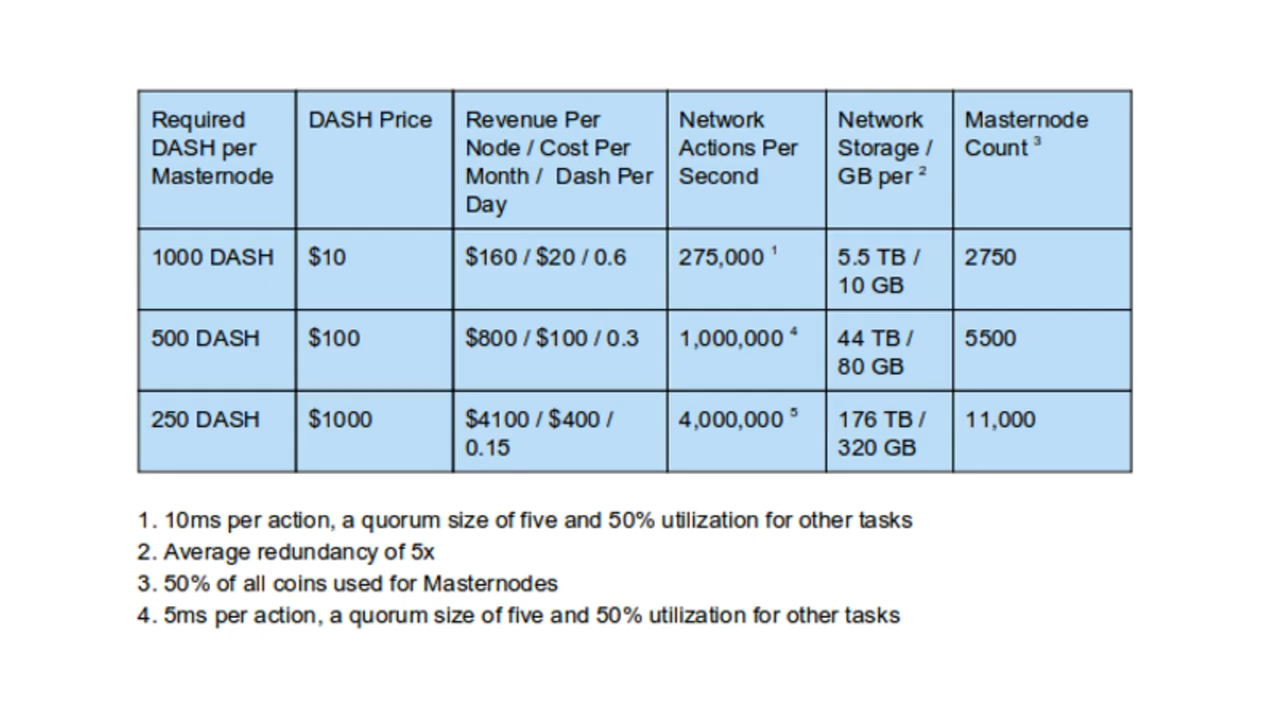 Required DASH per Masternode
DASH Price
Revenue Per Node / Cost Per Month / Dash Per Day
Network Actions Per Second
Network Storage / GB per ²
Masternode Count ³
1000 DASH
$10
$160 / $20 / 0.6
275,000 ¹
5.5 TB / 10 GB
2750
500 DASH
$100
$800 / $100 / 0.3
1,000,000 ⁴
44 TB / 80 GB
5500
250 DASH
$1000
$4100 / $400 / 0.15
4,000,000 ⁵
176 TB / 320 GB
11,000
1. 10ms per action, a quorum size of five and 50% utilization for other tasks
2. Average redundancy of 5x
3. 50% of all coins used for Masternodes
4. 5ms per action, a quorum size of five and 50% utilization for other tasks